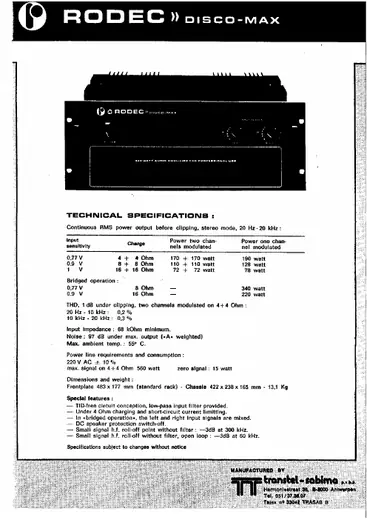 RODEC » DISCO-MAX
RODEC
TECHNICAL SPECIFICATIONS :
Continuous RMS power output before clipping, stereo mode, 20 Hz - 20 kHz :
Input sensitivity Charge Power two channels modulated Power one channel modulated
0,77 V 4 + 4 Ohm 170 + 170 watt 190 watt
0,9 V 8 + 8 Ohm 110 + 110 watt 128 watt
1 V 16 + 16 Ohm 72 + 72 watt 78 watt
Bridged operation :
0,77 V 8 Ohm — 340 watt
0,9 V 16 Ohm — 220 watt
THD, 1 dB under clipping, two channels modulated on 4 + 4 Ohm :
20 Hz - 10 kHz : 0,2 %
10 kHz - 20 kHz : 0,3 %
Input impedance : 68 kOhm minimum.
Noise : 97 dB under max. output («A» weighted)
Max. ambient temp. : 55° C.
Power line requirements and consumption :
220 V AC ± 10 %
max. signal on 4 + 4 Ohm 560 watt zero signal : 15 watt
Dimensions and weight :
Frontplate 483 x 177 mm (standard rack) - Chassis 422 x 238 x 165 mm - 13,1 Kg
Special features :
— TID-free circuit conception, low-pass input filter provided.
— Under 4 Ohm charging and short-circuit current limitting.
— In «bridged operation», the left and right input signals are mixed.
— DC speaker protection switch-off.
— Small signal h.f. roll-off point without filter : —3dB at 300 kHz.
— Small signal h.f. roll-off without filter, open loop : —3dB at 50 kHz.
Specifications subject to changes without notice
MANUFACTURED BY
transtel - sabima
Antwerpen
Tel.